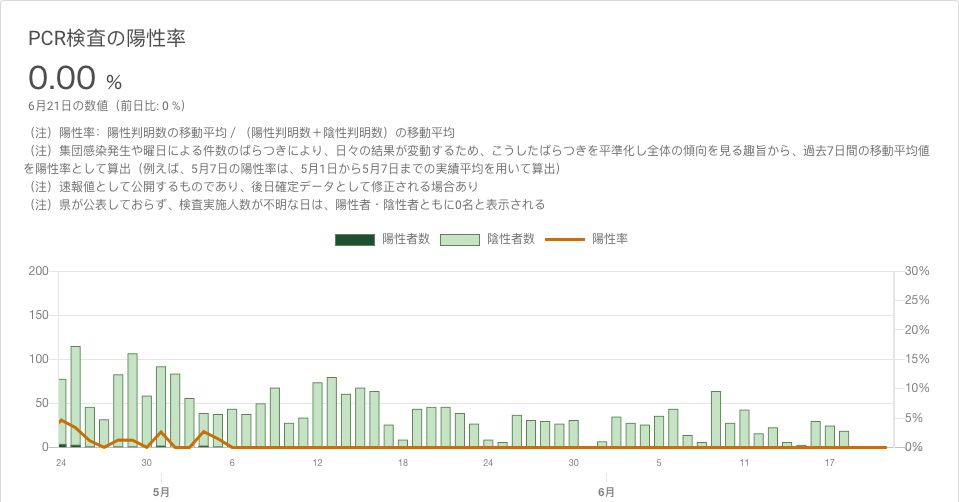 PCR検査の陽性率
0.00 %
6月21日の数値（前日比: 0 %）
（注）陽性率：陽性判明数の移動平均 / （陽性判明数＋陰性判明数）の移動平均
（注）集団感染発生や曜日による件数のばらつきにより、日々の結果が変動するため、こうしたばらつきを平準化し全体の傾向を見る趣旨から、過去7日間の移動平均値
を陽性率として算出（例えば、5月7日の陽性率は、5月1日から5月7日までの実績平均を用いて算出）
（注）速報値として公開するものであり、後日確定データとして修正される場合あり
（注）県が公表しておらず、検査実施人数が不明な日は、陽性者・陰性者ともに0名と表示される
陽性者数 陰性者数 陽性率
200 30%
25%
150
20%
100 15%
10%
50
5%
0 0%
24 30 6 12 18 24 30 5 11 17
5月 6月